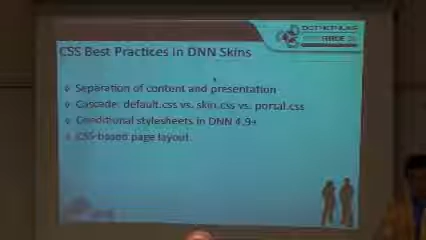 CSS Best Practices in DNN Skins
Separation of content and presentation
Cascade: default.css vs. skin.css vs. portal.css
Conditional stylesheets in DNN 4.9+
CSS-based page layout